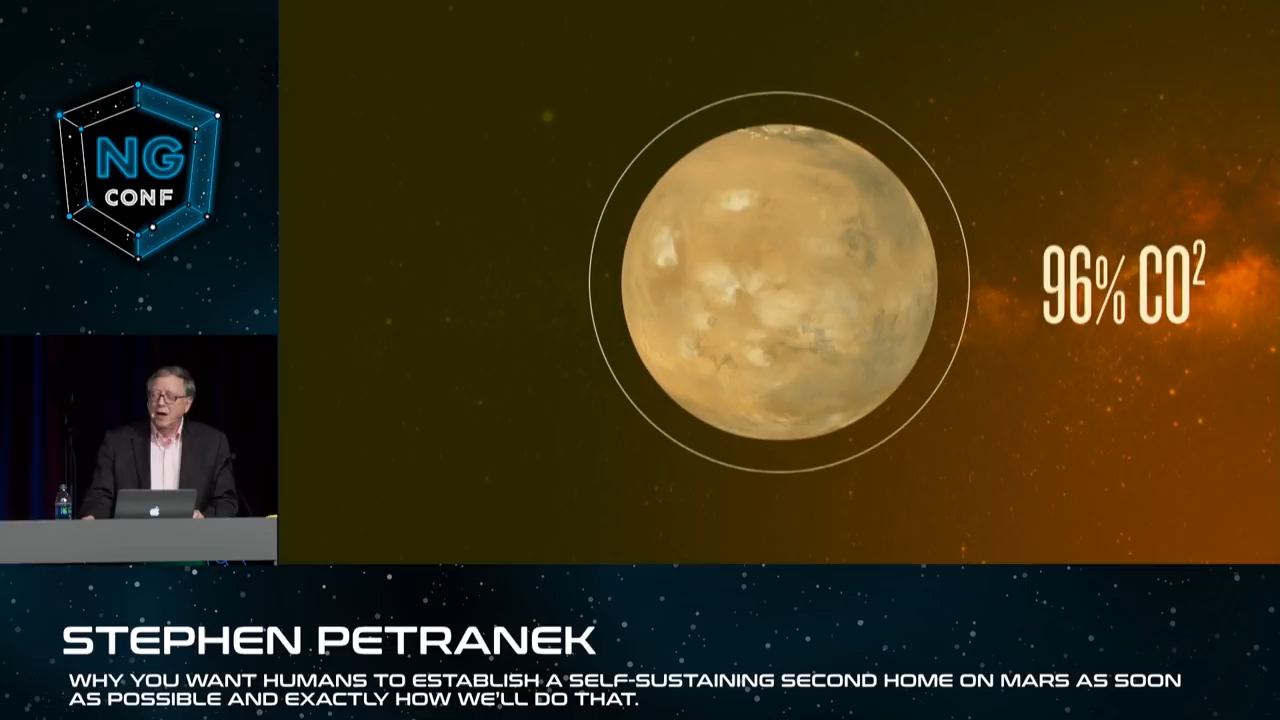 NG
CONF
96% CO²
STEPHEN PETRANEK
WHY YOU WANT HUMANS TO ESTABLISH A SELF-SUSTAINING SECOND HOME ON MARS AS SOON
AS POSSIBLE AND EXACTLY HOW WE'LL DO THAT.